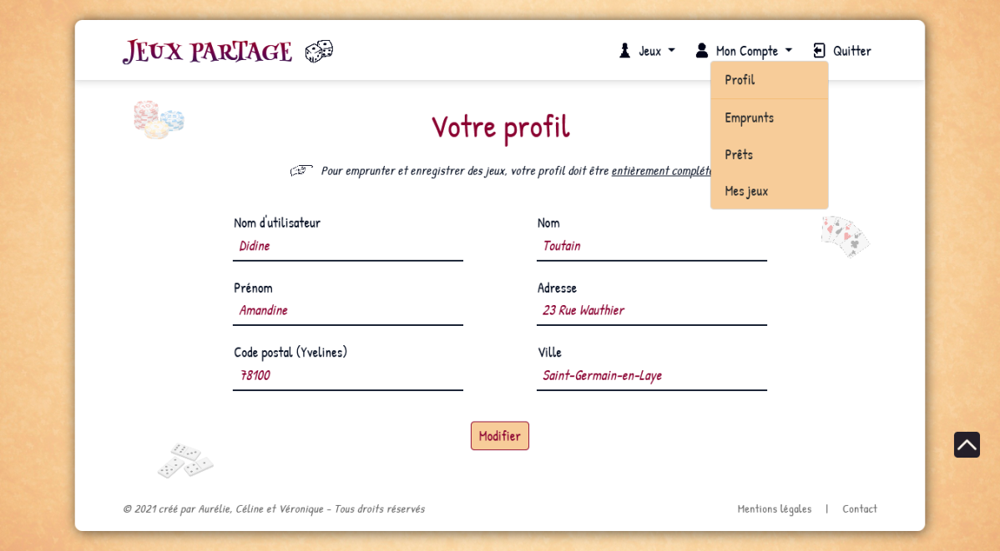 Jeux partage
Jeux
Mon Compte
Quitter
Profil
Emprunts
Prêts
Mes jeux
Votre profil
Pour emprunter et enregistrer des jeux, votre profil doit être entièrement
Nom d'utilisateur
Didine
Nom
Toutain
Prénom
Amandine
Adresse
23 Rue Wauthier
Code postal (Yvelines)
78100
Ville
Saint-Germain-en-Laye
Modifier
© 2021 créé par Aurélie, Céline et Véronique - Tous droits réservés
Mentions légales | Contact